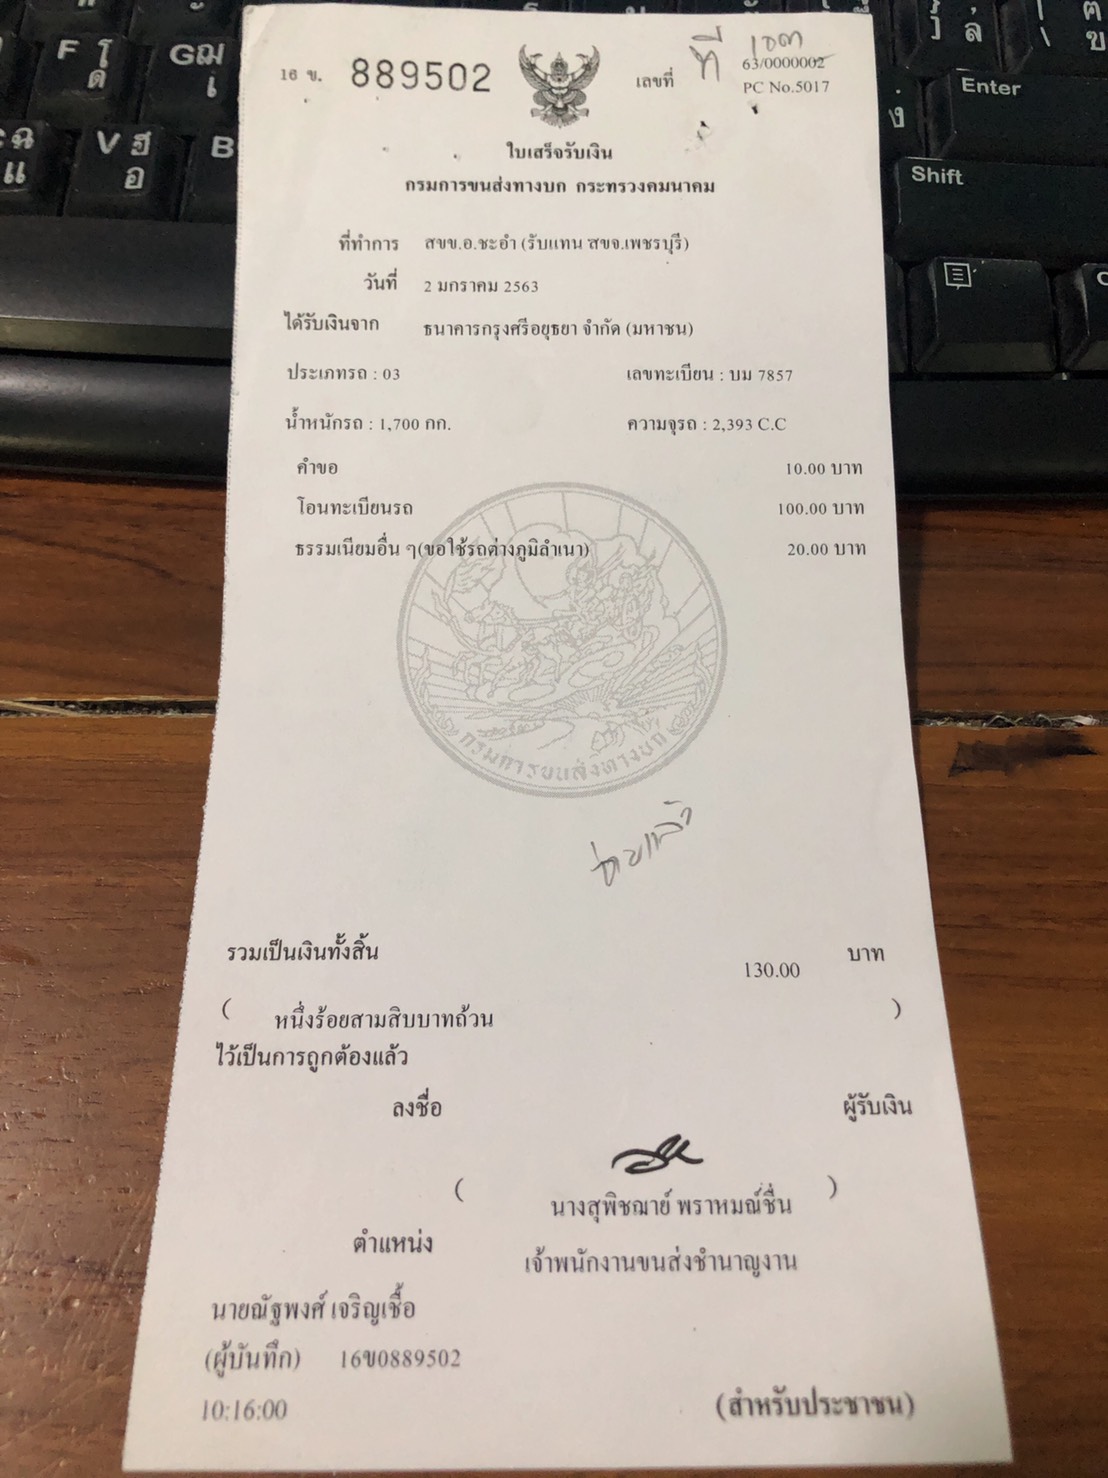 16 ข. 889502 เลขที่ ที เจต
63/0000002
PC No.5017
ใบเสร็จรับเงิน
กรมการขนส่งทางบก กระทรวงคมนาคม
ที่ทำการ สขข.อ.ชะอำ (รับแทน สขจ.เพชรบุรี)
วันที่ 2 มกราคม 2563
ได้รับเงินจาก ธนาคารกรุงศรีอยุธยา จำกัด (มหาชน)
ประเภทรถ : 03 เลขทะเบียน : บม 7857
น้ำหนักรถ : 1,700 กก. ความจุรถ : 2,393 C.C
คำขอ 10.00 บาท
โอนทะเบียนรถ 100.00 บาท
ธรรมเนียมอื่น ๆ(ขอใช้รถต่างภูมิลำเนา) 20.00 บาท
กรมการขนส่งทางบก
จ่ายแล้ว
รวมเป็นเงินทั้งสิ้น 130.00 บาท
( หนึ่งร้อยสามสิบบาทถ้วน )
ไว้เป็นการถูกต้องแล้ว
ลงชื่อ ผู้รับเงิน
( นางสุพิชฌาย์ พราหมณ์ชื่น )
ตำแหน่ง เจ้าพนักงานขนส่งชำนาญงาน
นายณัฐพงศ์ เจริญเชื้อ
(ผู้บันทึก) 16ข0889502
10:16:00 (สำหรับประชาชน)
F โ ด
G ฌ เ
V ฮ อ
B
ฉ แ
Enter
Shift